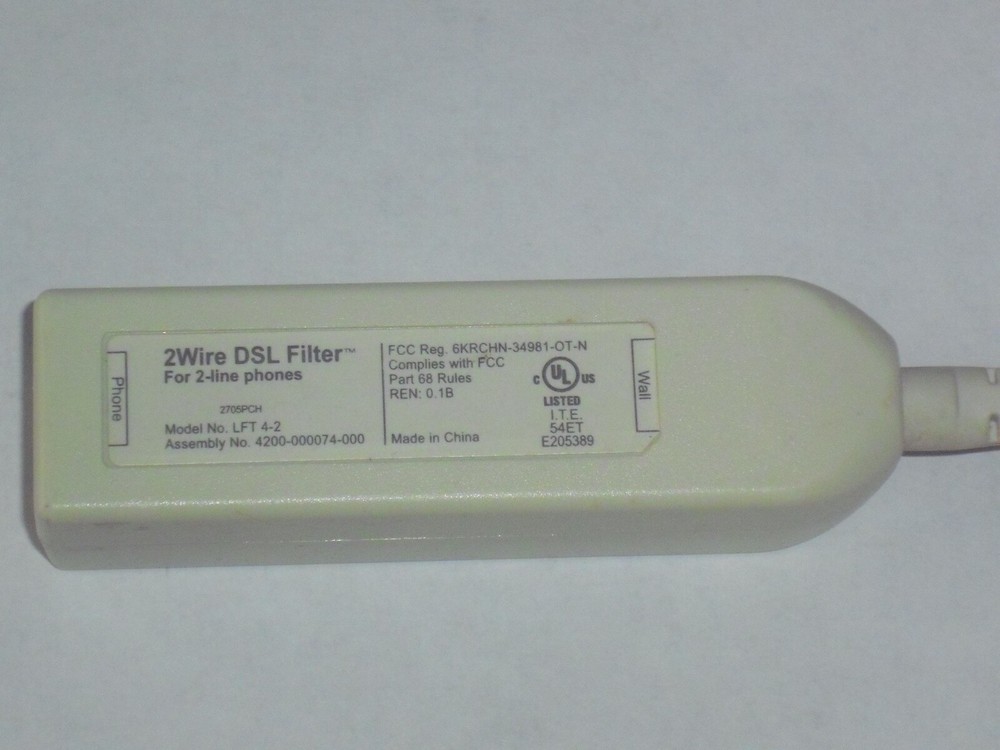 Phone
2Wire DSL Filter™
For 2-line phones
2705PCH
Model No. LFT 4-2
Assembly No. 4200-000074-000
FCC Reg. 6KRCHN-34981-OT-N
Complies with FCC
Part 68 Rules
REN: 0.1B
Made in China
C UL US
LISTED
I.T.E.
54ET
E205389
Wall